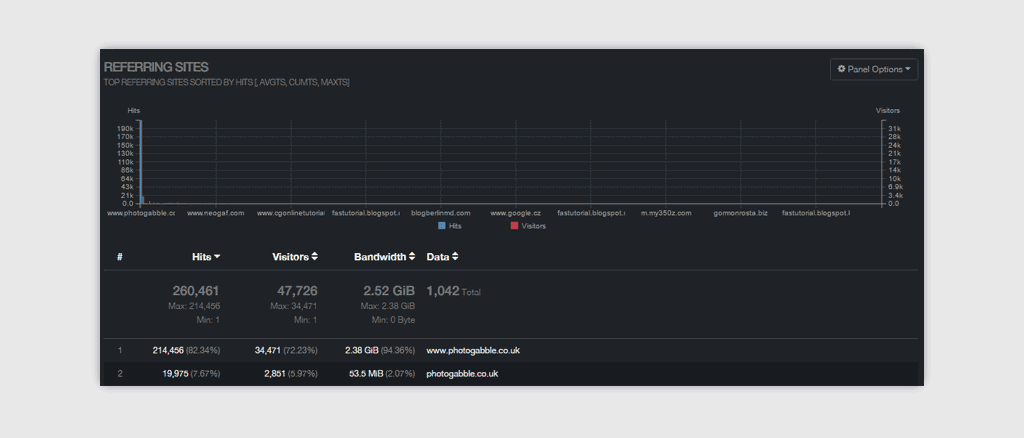 REFERRING SITES
TOP REFERRING SITES SORTED BY HITS [, AVGTS, CUMTS, MAXTS]
Panel Options
Hits Visitors
190k 31k
170k 28k
150k 24k
130k 21k
110k 17k
86k 14k
64k 10k
43k 6.9k
21k 3.4k
0.0 0.0
www.photogabble.cc www.neogaf.com www.cgonlinetutorial fastutorial.blogspot.c blogberlinmd.com www.google.cz fastutorial.blogspot.c m.my350z.com gomonrosta.biz fastutorial.blogspot.l
Hits Visitors
# Hits Visitors Bandwidth Data
260,461 47,726 2.52 GiB 1,042 Total
Max: 214,456 Max: 34,471 Max: 2.38 GiB
Min: 1 Min: 1 Min: 0 Byte
1 214,456 (82.34%) 34,471 (72.23%) 2.38 GiB (94.36%) www.photogabble.co.uk
2 19,975 (7.67%) 2,851 (5.97%) 53.5 MiB (2.07%) photogabble.co.uk